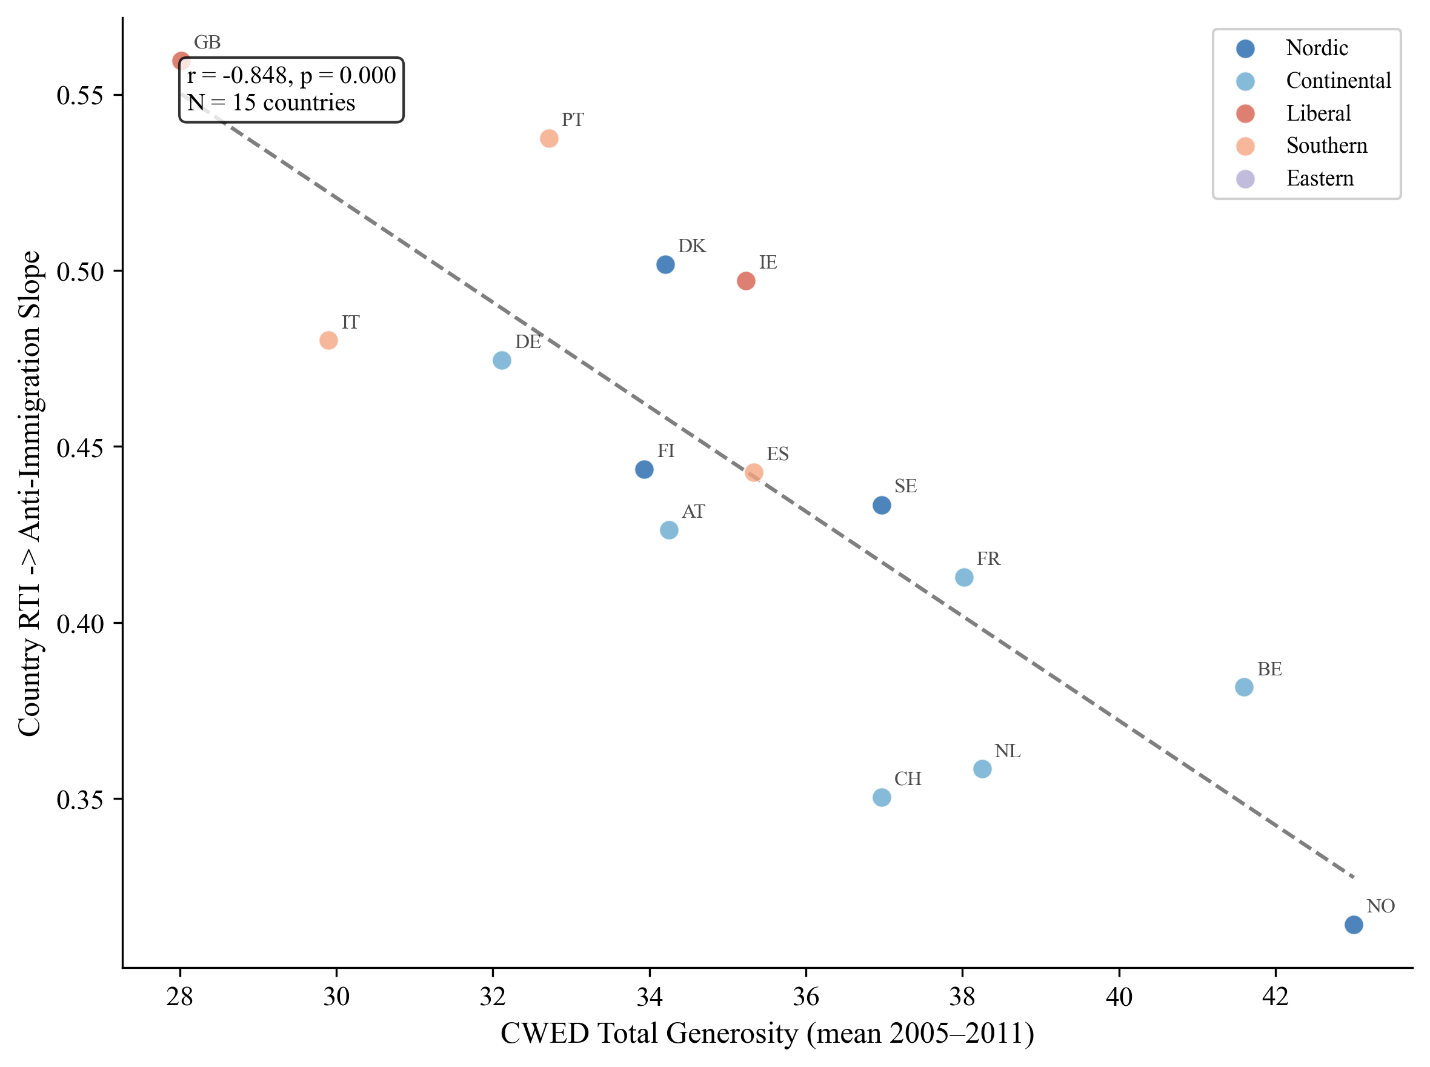 GB
r = -0.848, p = 0.000
N = 15 countries
Nordic
Continental
Liberal
Southern
Eastern
PT
DK
IE
IT
DE
FI
ES
AT
SE
FR
BE
NL
CH
NO
0.55
0.50
0.45
0.40
0.35
Country RTI -> Anti-Immigration Slope
28 30 32 34 36 38 40 42
CWED Total Generosity (mean 2005–2011)